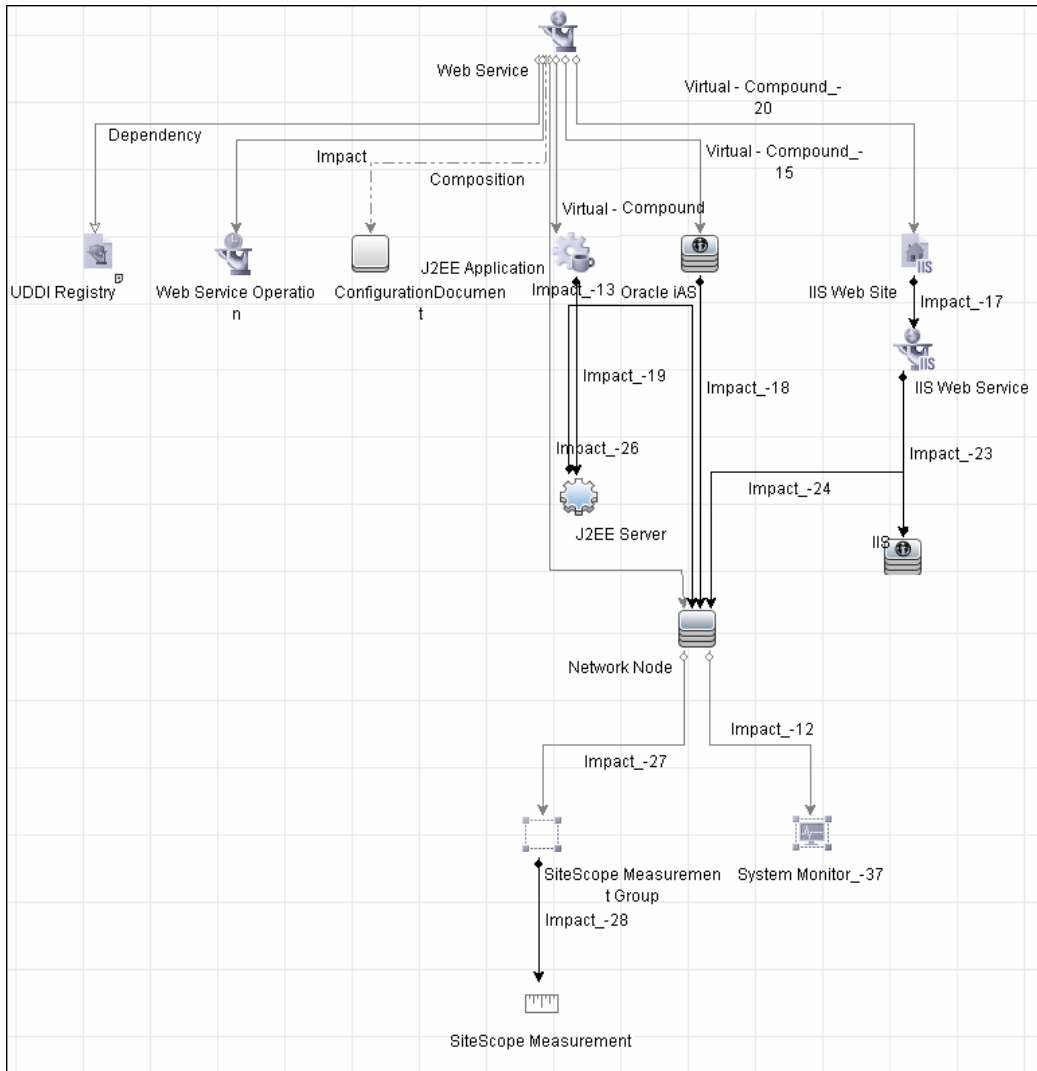 Web Service
Virtual - Compound_-
20
Dependency
Impact
Virtual - Compound_-
15
Composition
Virtual - Compound
J2EE Application
UDDI Registry
Web Service Operatio
n
ConfigurationDocumen
t
Impact_-13
Oracle iAS
IIS Web Site
Impact_-17
IIS Web Service
Impact_-19
Impact_-18
Impact_-26
Impact_-23
Impact_-24
J2EE Server
IIS
Network Node
Impact_-12
Impact_-27
SiteScope Measuremen
t Group
System Monitor_-37
Impact_-28
SiteScope Measurement